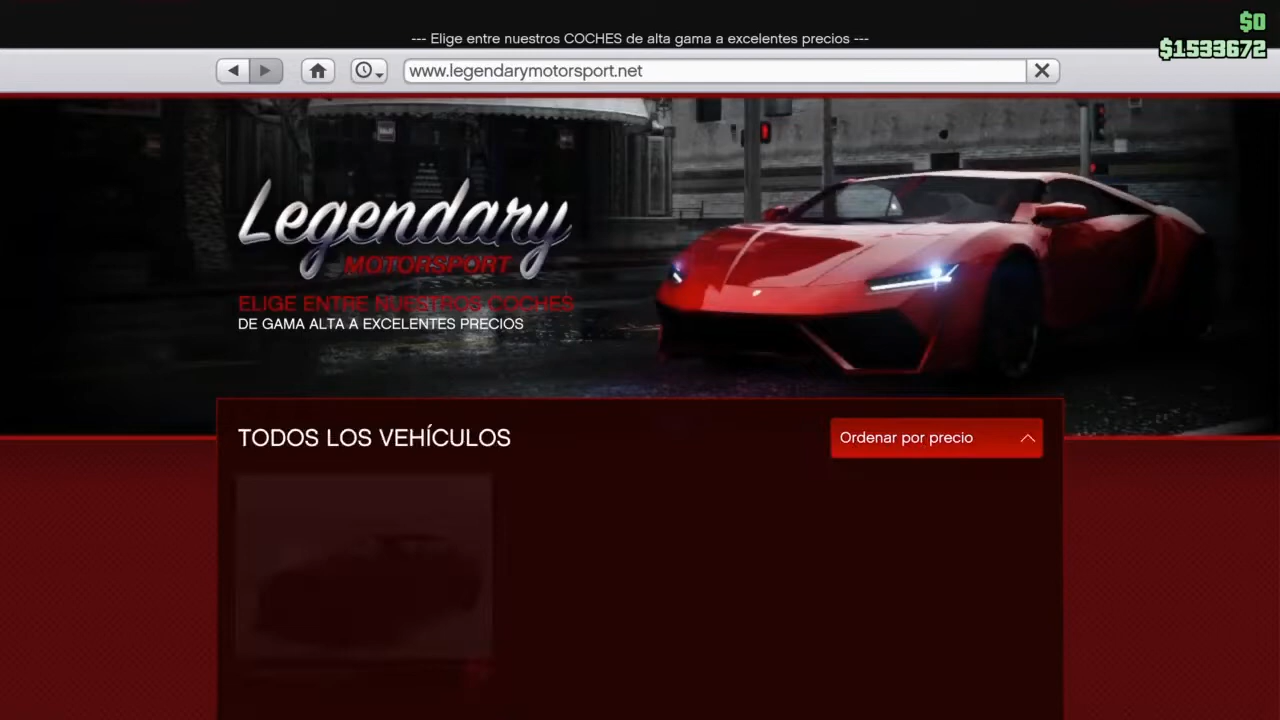 $0
--- Elige entre nuestros COCHES de alta gama a excelentes precios ---
$1533672
www.legendarymotorsport.net
Legendary
MOTORSPORT
ELIGE ENTRE NUESTROS COCHES
DE GAMA ALTA A EXCELENTES PRECIOS
TODOS LOS VEHÍCULOS
Ordenar por precio